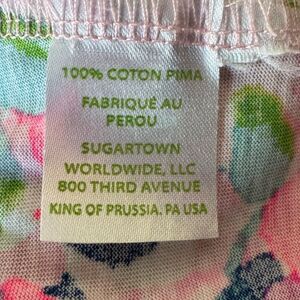 100% COTON PIMA
FABRIQUÉ AU
PEROU
SUGARTOWN
WORLDWIDE, LLC
800 THIRD AVENUE
KING OF PRUSSIA. PA USA